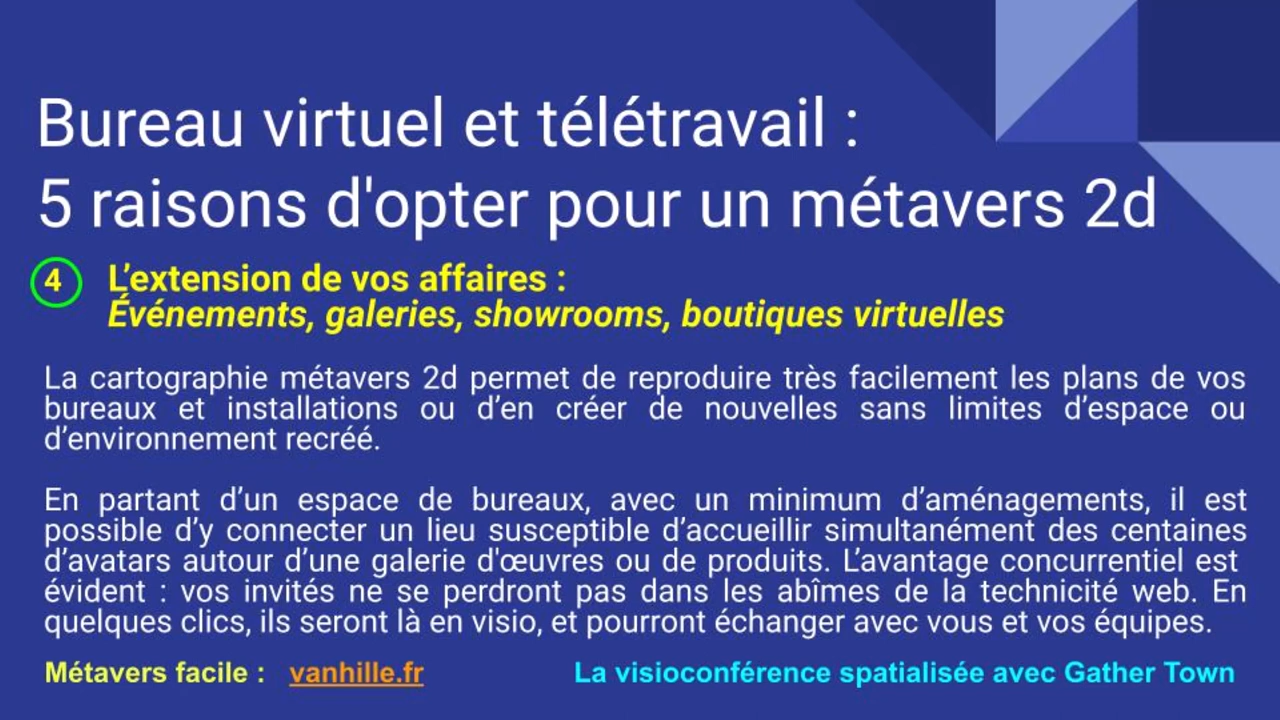 Bureau virtuel et télétravail :
5 raisons d'opter pour un métavers 2d
4 L’extension de vos affaires :
Événements, galeries, showrooms, boutiques virtuelles
La cartographie métavers 2d permet de reproduire très facilement les plans de vos
bureaux et installations ou d’en créer de nouvelles sans limites d’espace ou
d’environnement recréé.
En partant d’un espace de bureaux, avec un minimum d’aménagements, il est
possible d’y connecter un lieu susceptible d’accueillir simultanément des centaines
d’avatars autour d’une galerie d'œuvres ou de produits. L’avantage concurrentiel est
évident : vos invités ne se perdront pas dans les abîmes de la technicité web. En
quelques clics, ils seront là en visio, et pourront échanger avec vous et vos équipes.
Métavers facile : vanhille.fr La visioconférence spatialisée avec Gather Town